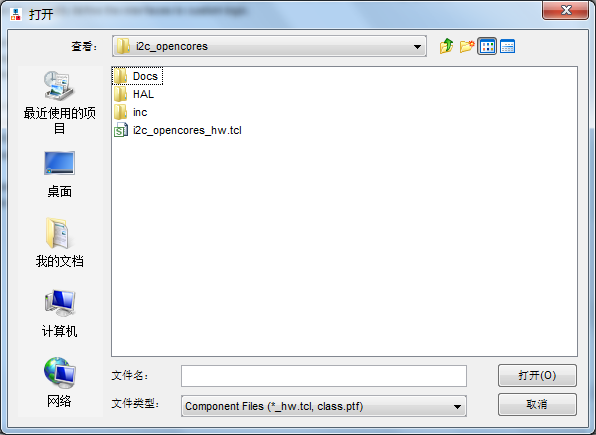 打开
查看：
i2c_opencores
最近使用的项
目
桌面
我的文档
计算机
网络
Docs
HAL
inc
i2c_opencores_hw.tcl
文件名：
打开(O)
文件类型：
Component Files (*_hw.tcl, class.ptf)
取消